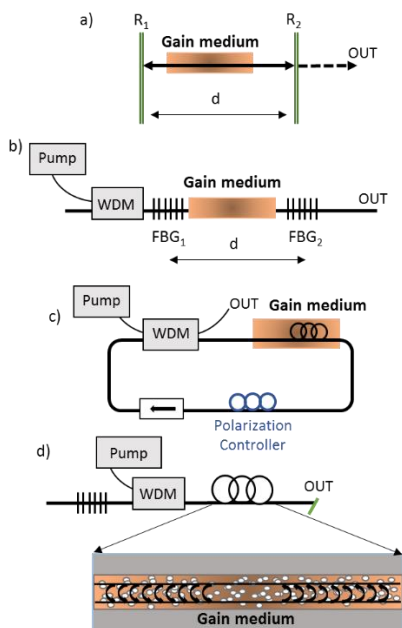 a)
R1
R2
Gain medium
OUT
d
b)
Pump
Gain medium
WDM
OUT
FBG1
d
FBG2
Pump
OUT
Gain medium
c)
WDM
Polarization
Controller
d)
Pump
WDM
OUT
Gain medium